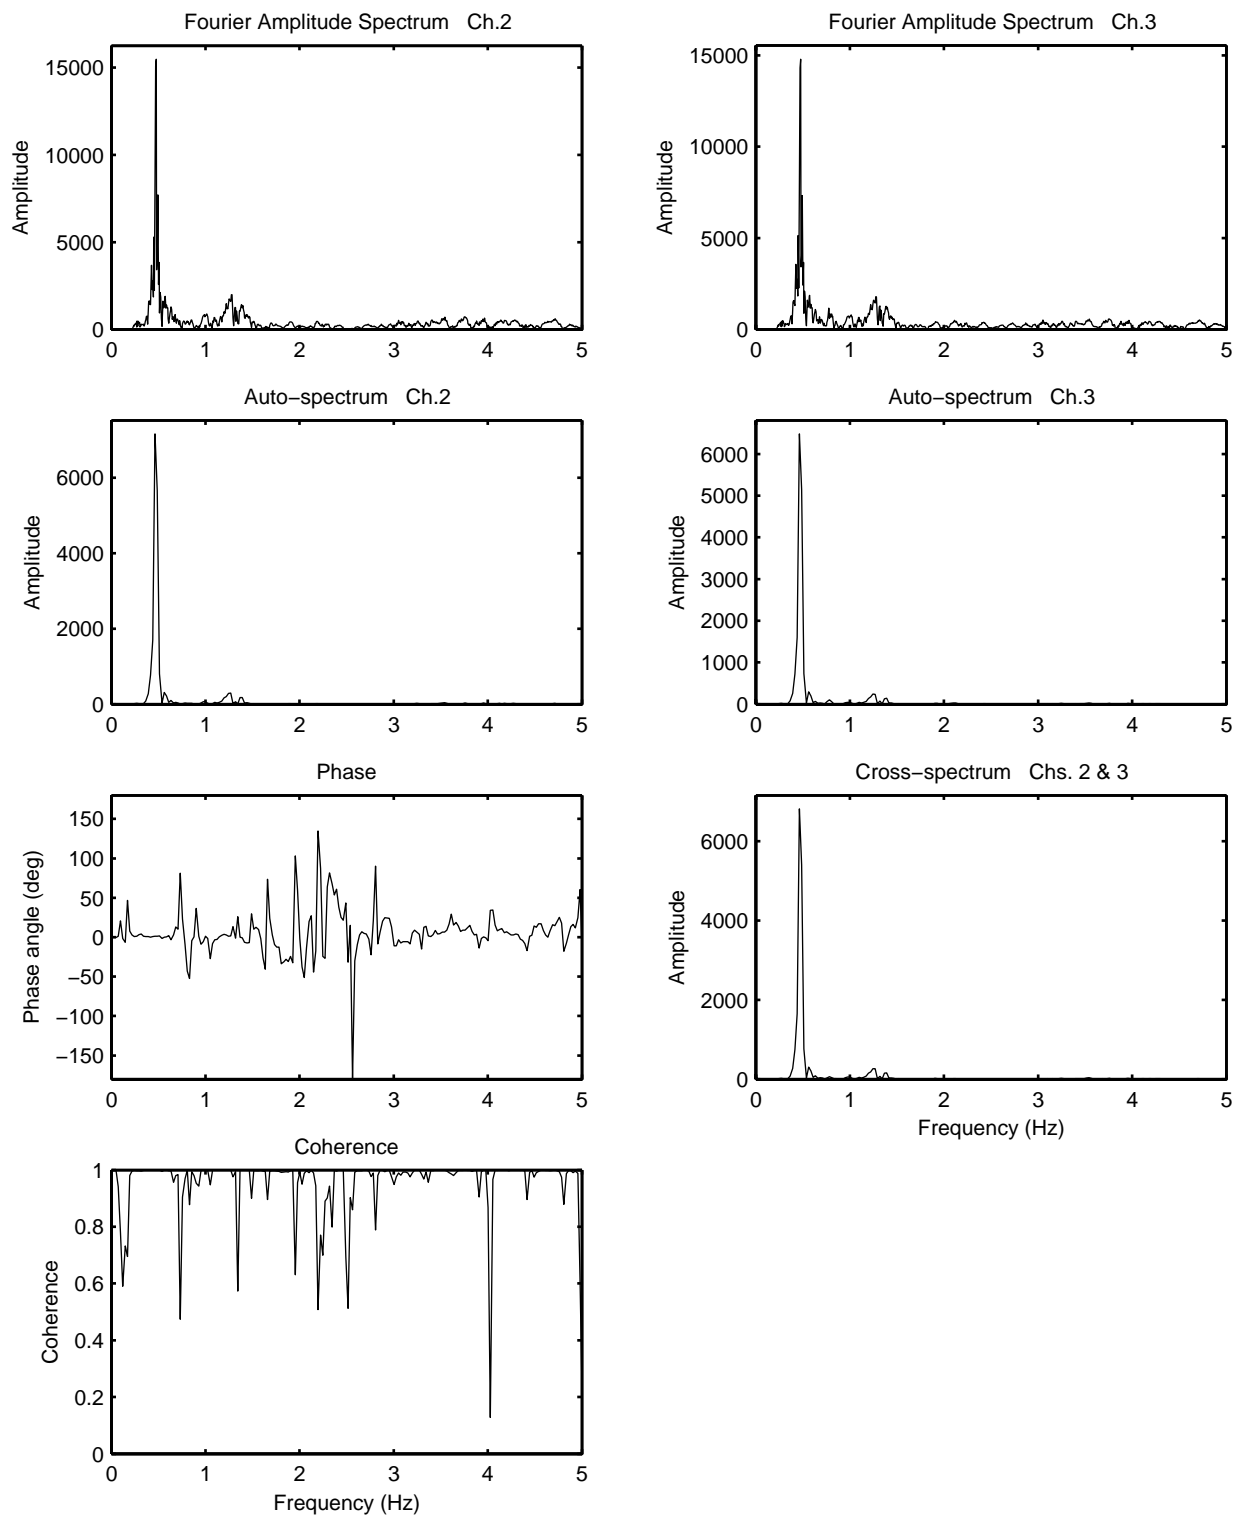 Fourier Amplitude Spectrum Ch.2
Amplitude
15000
10000
5000
0
0 1 2 3 4 5
Fourier Amplitude Spectrum Ch.3
Amplitude
15000
10000
5000
0
0 1 2 3 4 5
Auto−spectrum Ch.2
Amplitude
6000
4000
2000
0
0 1 2 3 4 5
Auto−spectrum Ch.3
Amplitude
6000
5000
4000
3000
2000
1000
0
0 1 2 3 4 5
Phase
Phase angle (deg)
150
100
50
0
−50
−100
−150
0 1 2 3 4 5
Cross−spectrum Chs. 2 & 3
Amplitude
6000
4000
2000
0
0 1 2 3 4 5
Frequency (Hz)
Coherence
Coherence
1
0.8
0.6
0.4
0.2
0
0 1 2 3 4 5
Frequency (Hz)